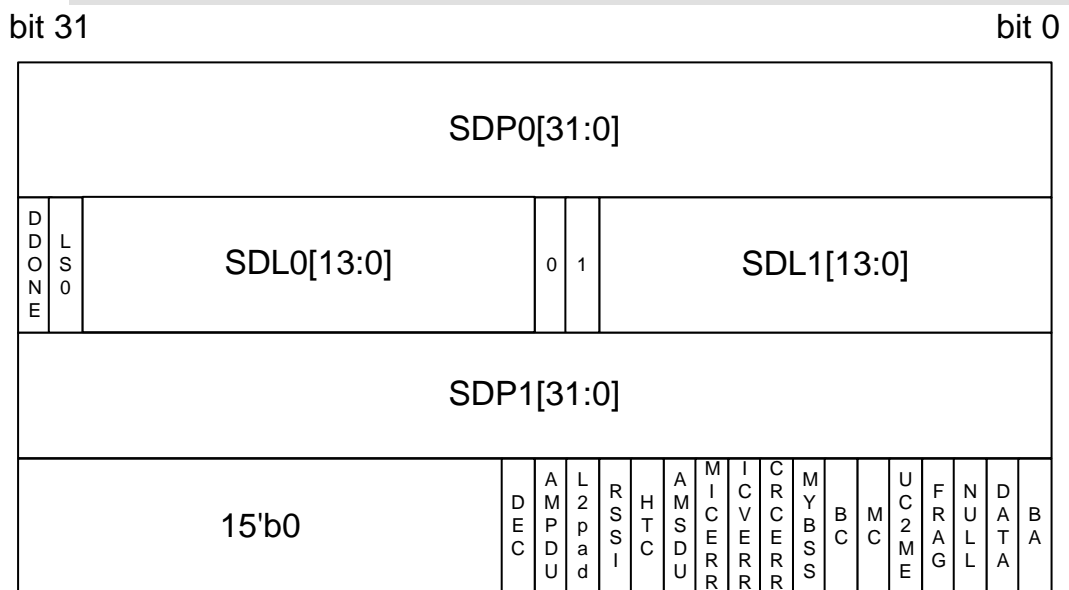 bit 31 bit 0
SDP0[31:0]
DDONE LS0 SDL0[13:0] 0 1 SDL1[13:0]
SDP1[31:0]
15'b0 DEC AMPDU L2pad RSSI HTC AMSDU MICERR ICVERR CRCERR MYBSS BC MC UC2ME FRAG NULL DATA BA